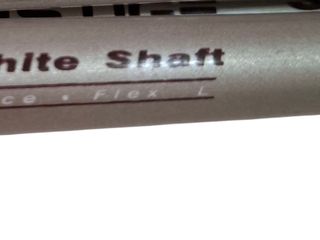 hite Shaft
ce • Flex L